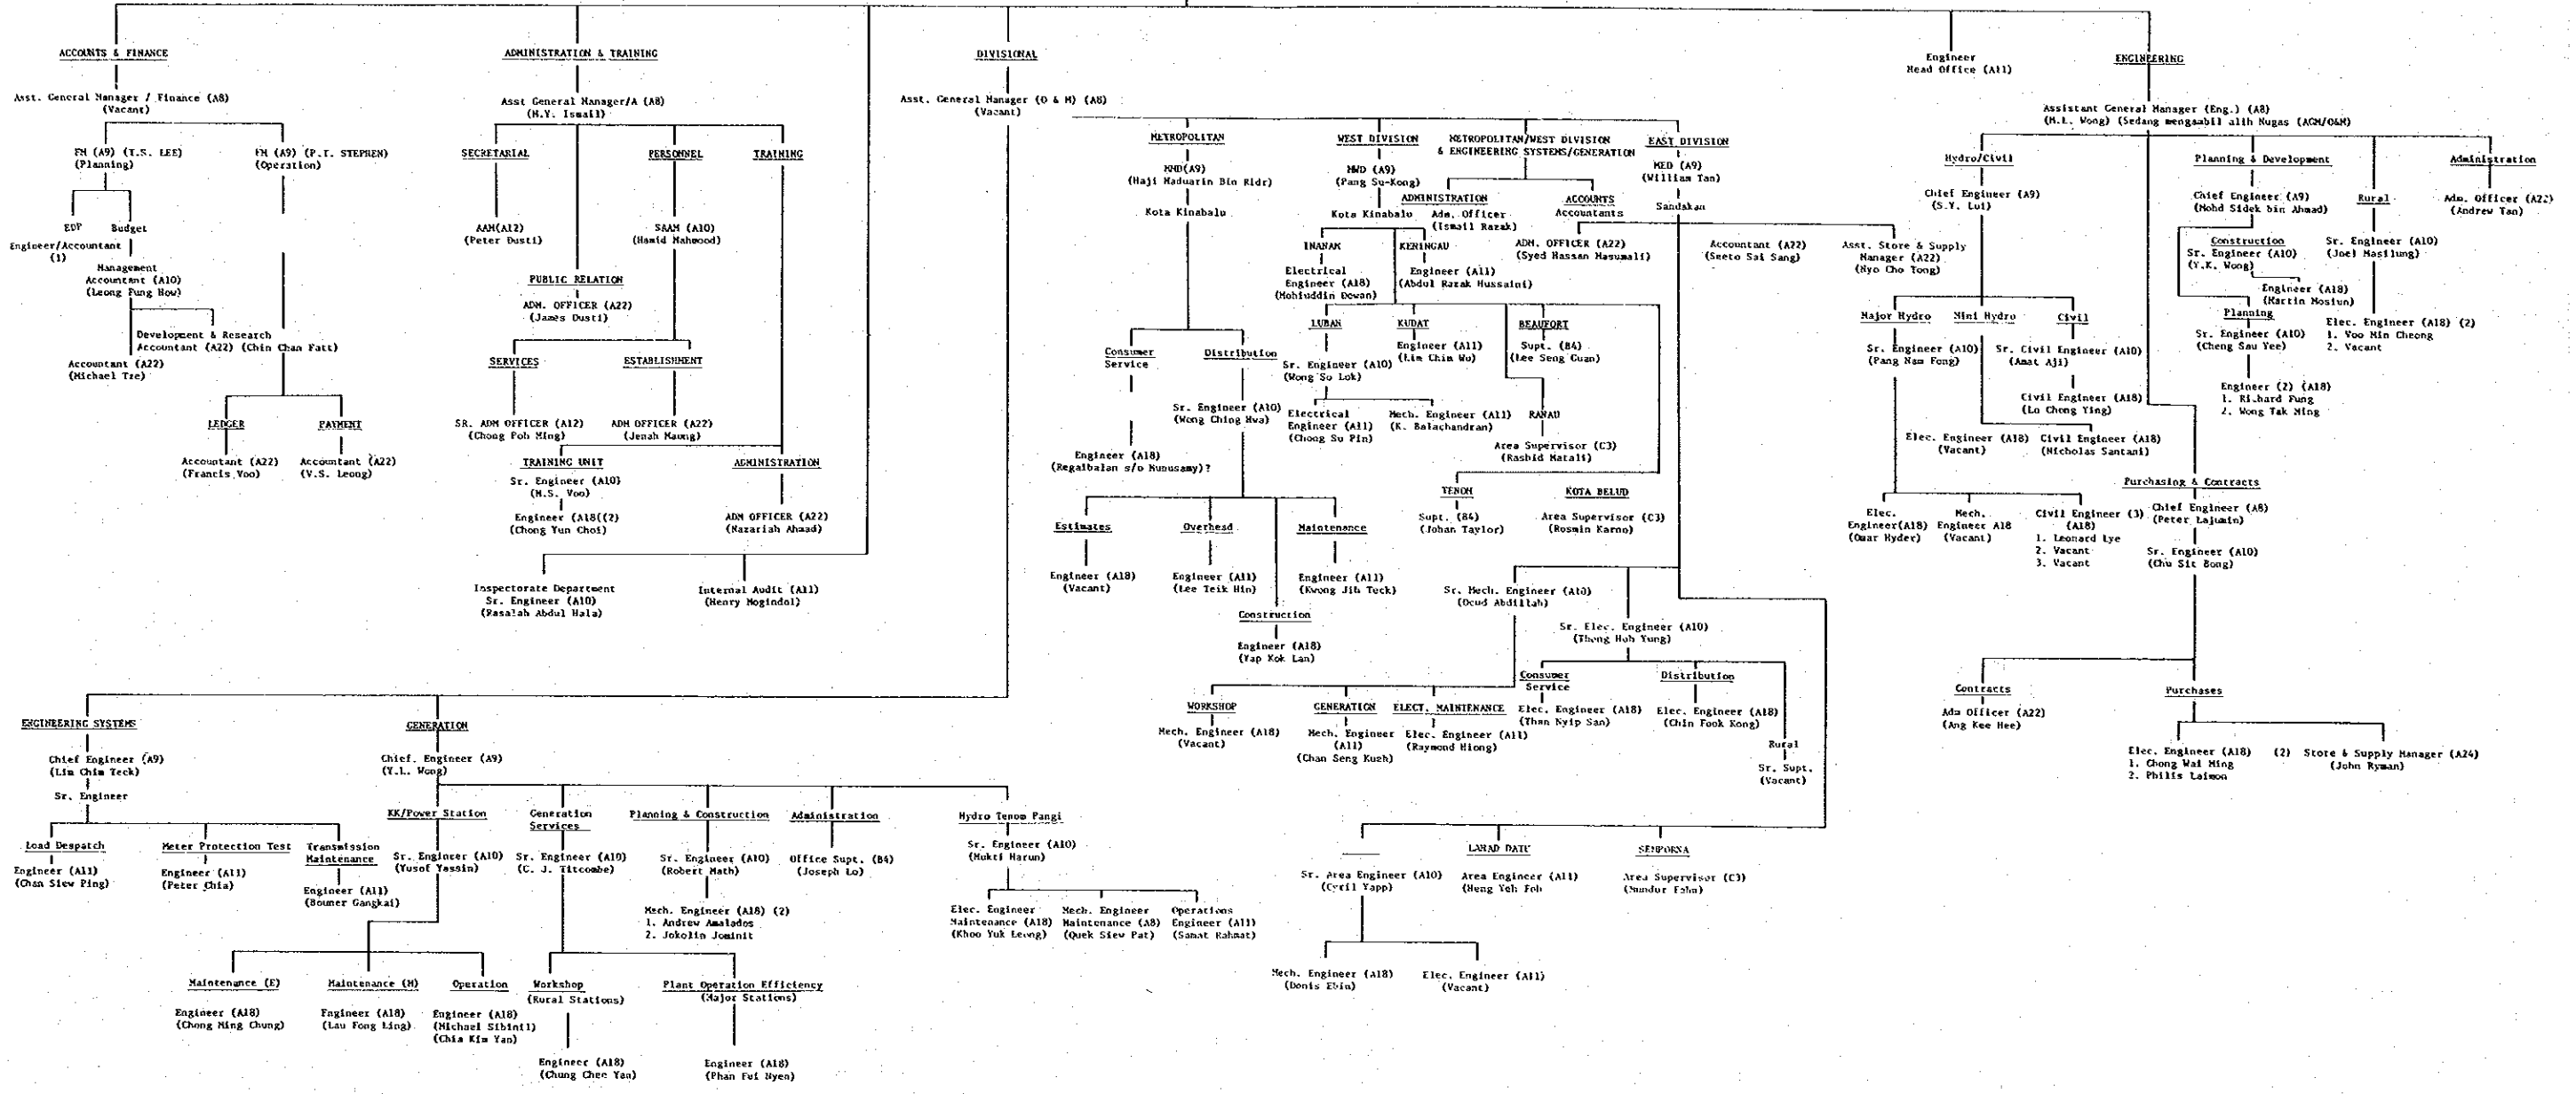 ACCOUNTS & FINANCE
Asst. General Manager / Finance (A8)
(Vacant)
FM (A9) (T.S. LEE)
(Planning)
FM (A9) (P.T. STEPHEN)
(Operation)
EDP
Budget
Engineer/Accountant
(1)
Management
Accountant (A10)
(Leong Fung How)
Development & Research
Accountant (A22) (Chin Chan Fatt)
Accountant (A22)
(Michael Tze)
LEDGER
PAYMENT
Accountant (A22)
(Francis Voo)
Accountant (A22)
(V.S. Leong)
ADMINISTRATION & TRAINING
Asst General Manager/A (A8)
(M.Y. Ismail)
SECRETARIAL
PERSONNEL
TRAINING
AAM(A12)
(Peter Dusti)
SAAM (A10)
(Hamid Mahmood)
PUBLIC RELATION
ADM. OFFICER (A22)
(James Dusti)
SERVICES
ESTABLISHMENT
SR. ADM OFFICER (A12)
(Chong Poh Ming)
ADM OFFICER (A22)
(Jenah Maung)
TRAINING UNIT
Sr. Engineer (A10)
(M.S. Voo)
Engineer (A18((2)
(Chong Yun Choi)
ADMINISTRATION
ADM OFFICER (A22)
(Nazariah Ahmad)
Inspectorate Department
Sr. Engineer (A10)
(Rasalah Abdul Hala)
Internal Audit (A11)
(Henry Mogindol)
DIVISIONAL
Asst. General Manager (O & M) (A8)
(Vacant)
METROPOLITAN
MMD(A9)
(Haji Maduarin Bin Ridr)
Kota Kinabalu
WEST DIVISION
MWD (A9)
(Pang Su-Kong)
Kota Kinabalu
METROPOLITAN/WEST DIVISION
& ENGINEERING SYSTEMS/GENERATION
ADMINISTRATION
Adm. Officer
(Ismail Razak)
ACCOUNTS
Accountants
EAST DIVISION
MED (A9)
(William Tan)
Sandakan
ADM. OFFICER (A22)
(Syed Hassan Masumali)
Accountant (A22)
(Seeto Sai Sang)
Asst. Store & Supply
Manager (A22)
(Nyo Cho Tong)
INANAM
Electrical
Engineer (A18)
(Mohiuddin Dewan)
KENINGAU
Engineer (A11)
(Abdul Razak Hussaini)
LUBAN
Sr. Engineer (A10)
(Wong So Lok)
KUDAT
Engineer (A11)
(Lim Chin Wu)
BEAUFORT
Supt. (B4)
(Lee Seng Guan)
Electrical
Engineer (A11)
(Chong Su Pin)
Mech. Engineer (A11)
(K. Balachandran)
RANAU
Area Supervisor (C3)
(Rashid Matali)
TENOM
Supt. (B4)
(Johan Taylor)
KOTA BELUD
Area Supervisor (C3)
(Rosmin Karno)
Consumer
Service
Distribution
Sr. Engineer (A10)
(Wong Ching Hwa)
Engineer (A18)
(Regalbalan s/o Munusamy)?
Estimates
Overhead
Maintenance
Engineer (A18)
(Vacant)
Engineer (A11)
(Lee Teik Hin)
Engineer (A11)
(Kwong Jih Teck)
Construction
Engineer (A18)
(Yap Kok Lan)
Sr. Mech. Engineer (A10)
(Ocud Abdillah)
Sr. Elec. Engineer (A10)
(Thong Hoh Yung)
WORKSHOP
Mech. Engineer (A18)
(Vacant)
GENERATION
Mech. Engineer
(A11)
(Chan Seng Kueh)
ELECT. MAINTENANCE
Elec. Engineer (A11)
(Raymond Hiong)
Consumer
Service
Elec. Engineer (A18)
(Than Nyip San)
Distribution
Elec. Engineer (A18)
(Chin Fook Kong)
Rural
Sr. Supt.
(Vacant)
Sr. Area Engineer (A10)
(Cyril Yapp)
LAHAD DATU
Area Engineer (A11)
(Heng Yeh Foh
SEMPORNA
Area Supervisor (C3)
Mech. Engineer (A18)
(Donis Ebin)
Elec. Engineer (A11)
(Vacant)
Engineer
Head Office (A11)
ENGINEERING
Assistant General Manager (Eng.) (A8)
(M.L. Wong) (Sedang mengambil alih Nugas (AGM/O&M)
Hydro/Civil
Chief Engineer (A9)
(S.Y. Lui)
Planning & Development
Chief Engineer (A9)
(Mohd Sidek bin Ahmad)
Rural
Sr. Engineer (A10)
(Joel Masilung)
Administration
Adm. Officer (A22)
(Andrew Tan)
Construction
Sr. Engineer (A10)
(Y.K. Wong)
Engineer (A18)
(Martin Mosiun)
Planning
Sr. Engineer (A10)
(Cheng Sau Yee)
Elec. Engineer (A18) (2)
1. Voo Min Cheong
2. Vacant
Engineer (2) (A18)
1. Richard Fung
2. Wong Tak Ming
Major Hydro
Mini Hydro
Civil
Sr. Engineer (A10)
(Pang Nam Fong)
Sr. Civil Engineer (A10)
(Amat Aji)
Civil Engineer (A18)
(Lo Chong Ying)
Elec. Engineer (A18)
(Vacant)
Civil Engineer (A18)
(Nicholas Santani)
Elec.
Engineer(A18)
(Omar Hyder)
Mech.
Engineer A18
(Vacant)
Civil Engineer (3)
(A18)
1. Leonard Lye
2. Vacant
3. Vacant
Purchasing & Contracts
Chief Engineer (A8)
(Peter Lajumin)
Sr. Engineer (A10)
(Chu Sit Bong)
Contracts
Adm Officer (A22)
(Ang Kee Hee)
Purchases
Elec. Engineer (A18) (2)
1. Chong Wai Ming
2. Philis Laimon
Store & Supply Manager (A24)
(John Ryman)
ENGINEERING SYSTEMS
Chief Engineer (A9)
(Lim Chim Teck)
Sr. Engineer
Load Despatch
Engineer (A11)
(Chan Siew Ping)
Meter Protection Test
Engineer (A11)
(Peter Chia)
Transmission
Maintenance
Engineer (A11)
(Bouner Gangkai)
GENERATION
Chief. Engineer (A9)
(Y.L. Wong)
KK/Power Station
Sr. Engineer (A10)
(Yusof Yassin)
Generation
Services
Sr. Engineer (A10)
(C. J. Titcombe)
Planning & Construction
Sr. Engineer (A10)
(Robert Math)
Mech. Engineer (A18) (2)
1. Andrew Amalados
2. Jokolin Jominit
Administration
Office Supt. (B4)
(Joseph Lo)
Hydro Tenom Pangi
Sr. Engineer (A10)
(Mukti Harun)
Elec. Engineer
Maintenance (A18)
(Khoo Yuk Leong)
Mech. Engineer
Maintenance (A8)
(Quek Siew Pat)
Operations
Engineer (A11)
(Samat Rahmat)
Maintenance (E)
Engineer (A18)
(Chong Ming Chung)
Maintenance (M)
Engineer (A18)
(Lau Fong Ling)
Operation
Engineer (A18)
(Michael Sibinil)
(Chia Kim Yan)
Workshop
(Rural Stations)
Engineer (A18)
(Chung Chee Yan)
Plant Operation Efficiency
(Major Stations)
Engineer (A18)
(Phan Fui Nyen)